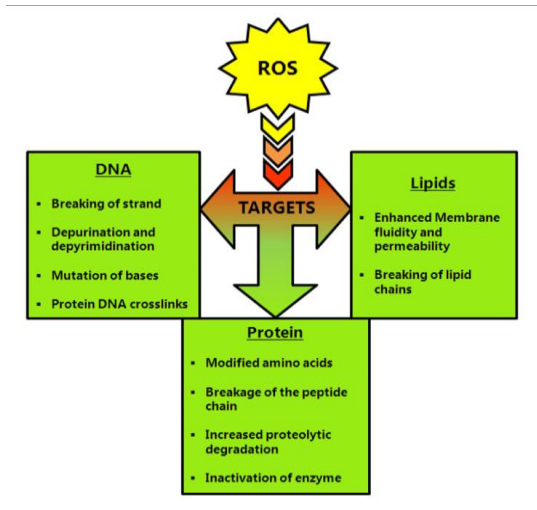 ROS
TARGETS
DNA
▪ Breaking of strand
▪ Depurination and
depyrimidination
▪ Mutation of bases
▪ Protein DNA crosslinks
Lipids
▪ Enhanced Membrane
fluidity and
permeability
▪ Breaking of lipid
chains
Protein
▪ Modified amino acids
▪ Breakage of the peptide
chain
▪ Increased proteolytic
degradation
▪ Inactivation of enzyme